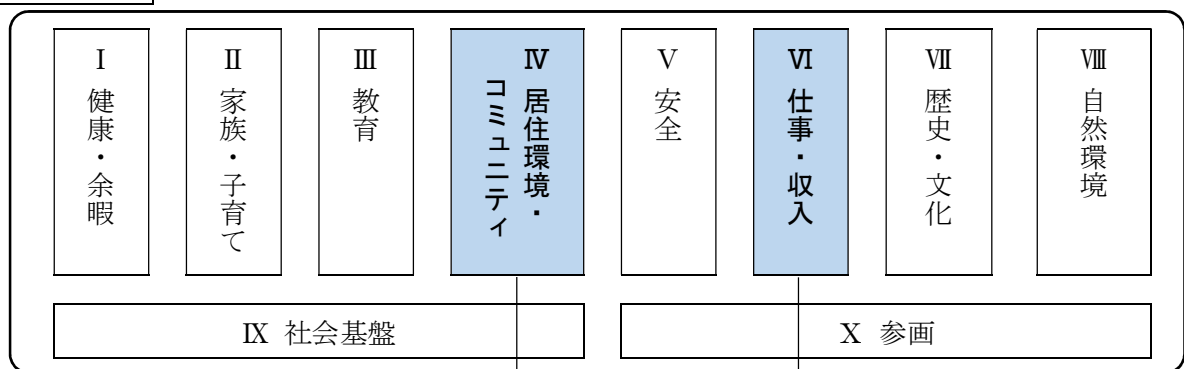 Ⅰ 健康・余暇
Ⅱ 家族・子育て
Ⅲ 教育
Ⅳ 居住環境・
コミュニティ
Ⅴ 安全
Ⅵ 仕事・収入
Ⅶ 歴史・文化
Ⅷ 自然環境
Ⅸ 社会基盤
Ⅹ 参画